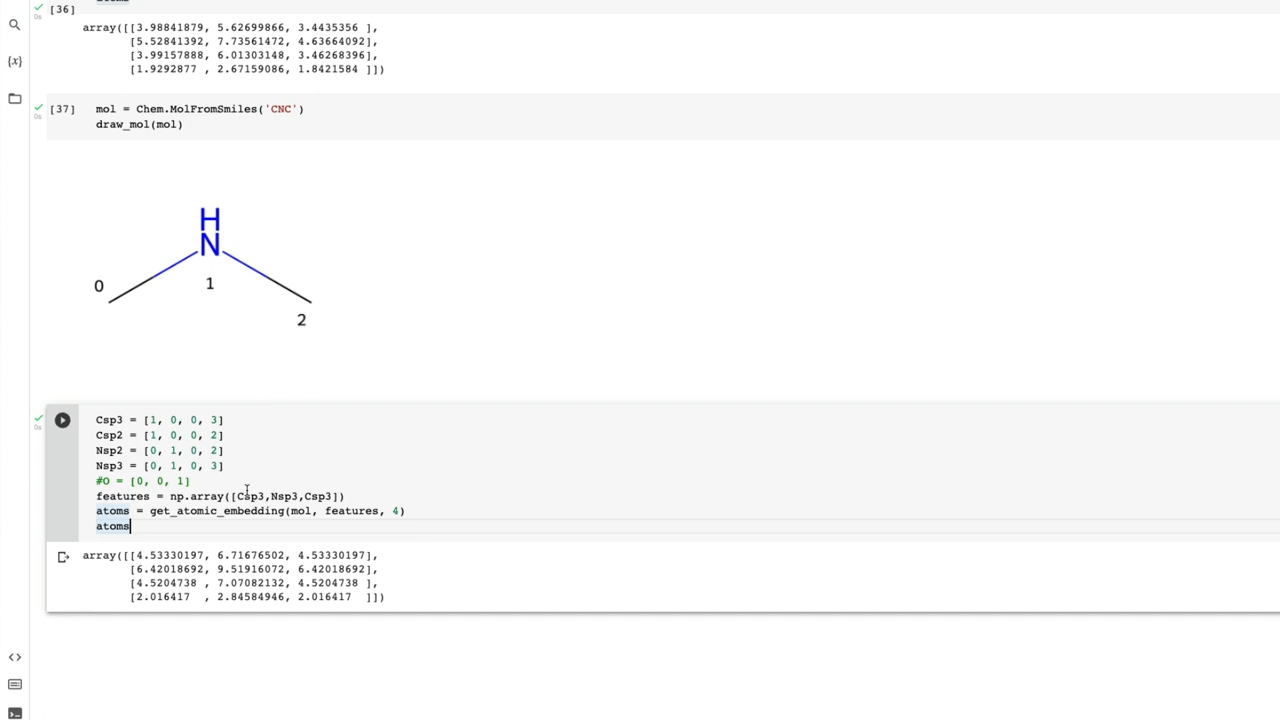 [36]
array([[3.98841879, 5.62699866, 3.4435356 ],
[5.52841392, 7.73561472, 4.63664092],
[3.99157888, 6.01303148, 3.46268396],
[1.9292877 , 2.67159086, 1.8421584 ]])
{x}
[37]
mol = Chem.MolFromSmiles('CNC')
draw_mol(mol)
0s
0s
H
N
0
1
2
Csp3 = [1, 0, 0, 3]
Csp2 = [1, 0, 0, 2]
Nsp2 = [0, 1, 0, 2]
Nsp3 = [0, 1, 0, 3]
#O = [0, 0, 1]
features = np.array([Csp3,Nsp3,Csp3])
atoms = get_atomic_embedding(mol, features, 4)
atoms
0s
array([[4.53330197, 6.71676502, 4.53330197],
[6.42018692, 9.51916072, 6.42018692],
[4.5204738 , 7.07082132, 4.5204738 ],
[2.016417  , 2.84584946, 2.016417  ]])